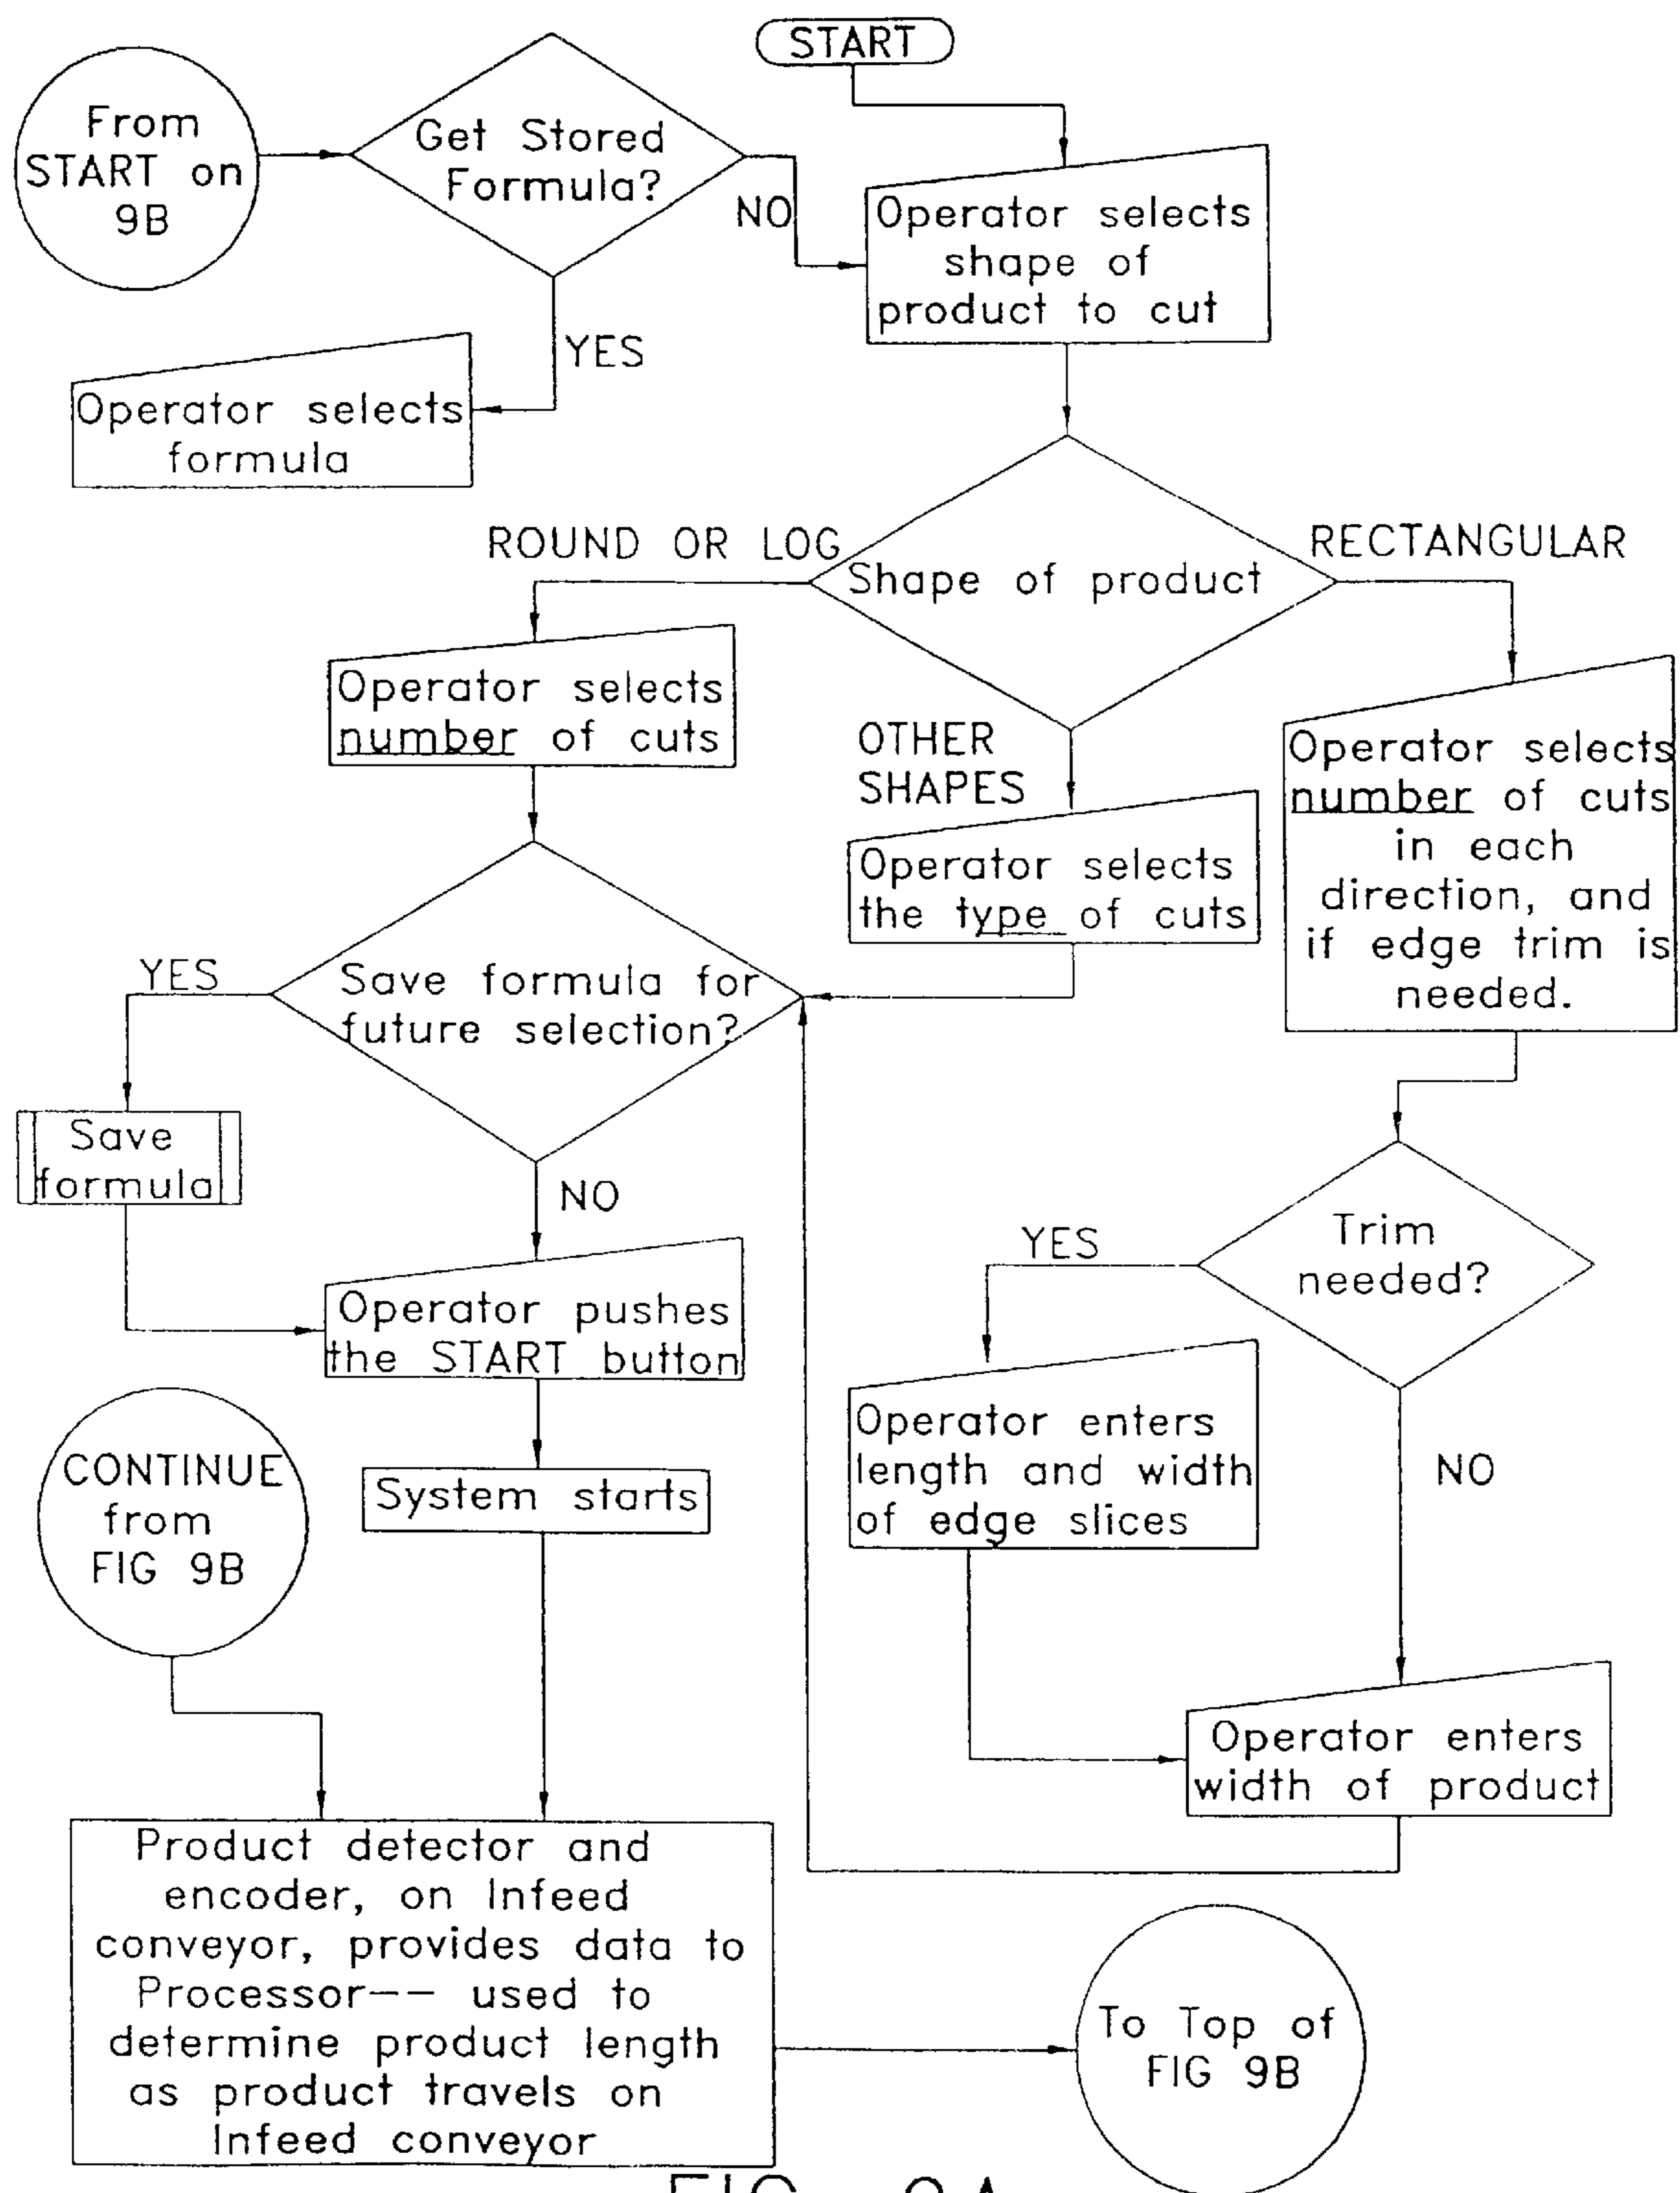 START
From
START on
9B
Get Stored
Formula?
NO
Operator selects
shape of
product to cut
YES
Operator selects
formula
ROUND OR LOG
Shape of product
RECTANGULAR
Operator selects
number of cuts
OTHER
SHAPES
Operator selects
the type of cuts
Operator selects
number of cuts
in each
direction, and
if edge trim is
needed.
YES
Save formula for
future selection?
Save
formula
NO
Trim
needed?
YES
Operator pushes
the START button
Operator enters
length and width
of edge slices
NO
CONTINUE
from
FIG 9B
System starts
Operator enters
width of product
Product detector and
encoder, on Infeed
conveyor, provides data to
Processor-- used to
determine product length
as product travels on
Infeed conveyor
To Top of
FIG 9B